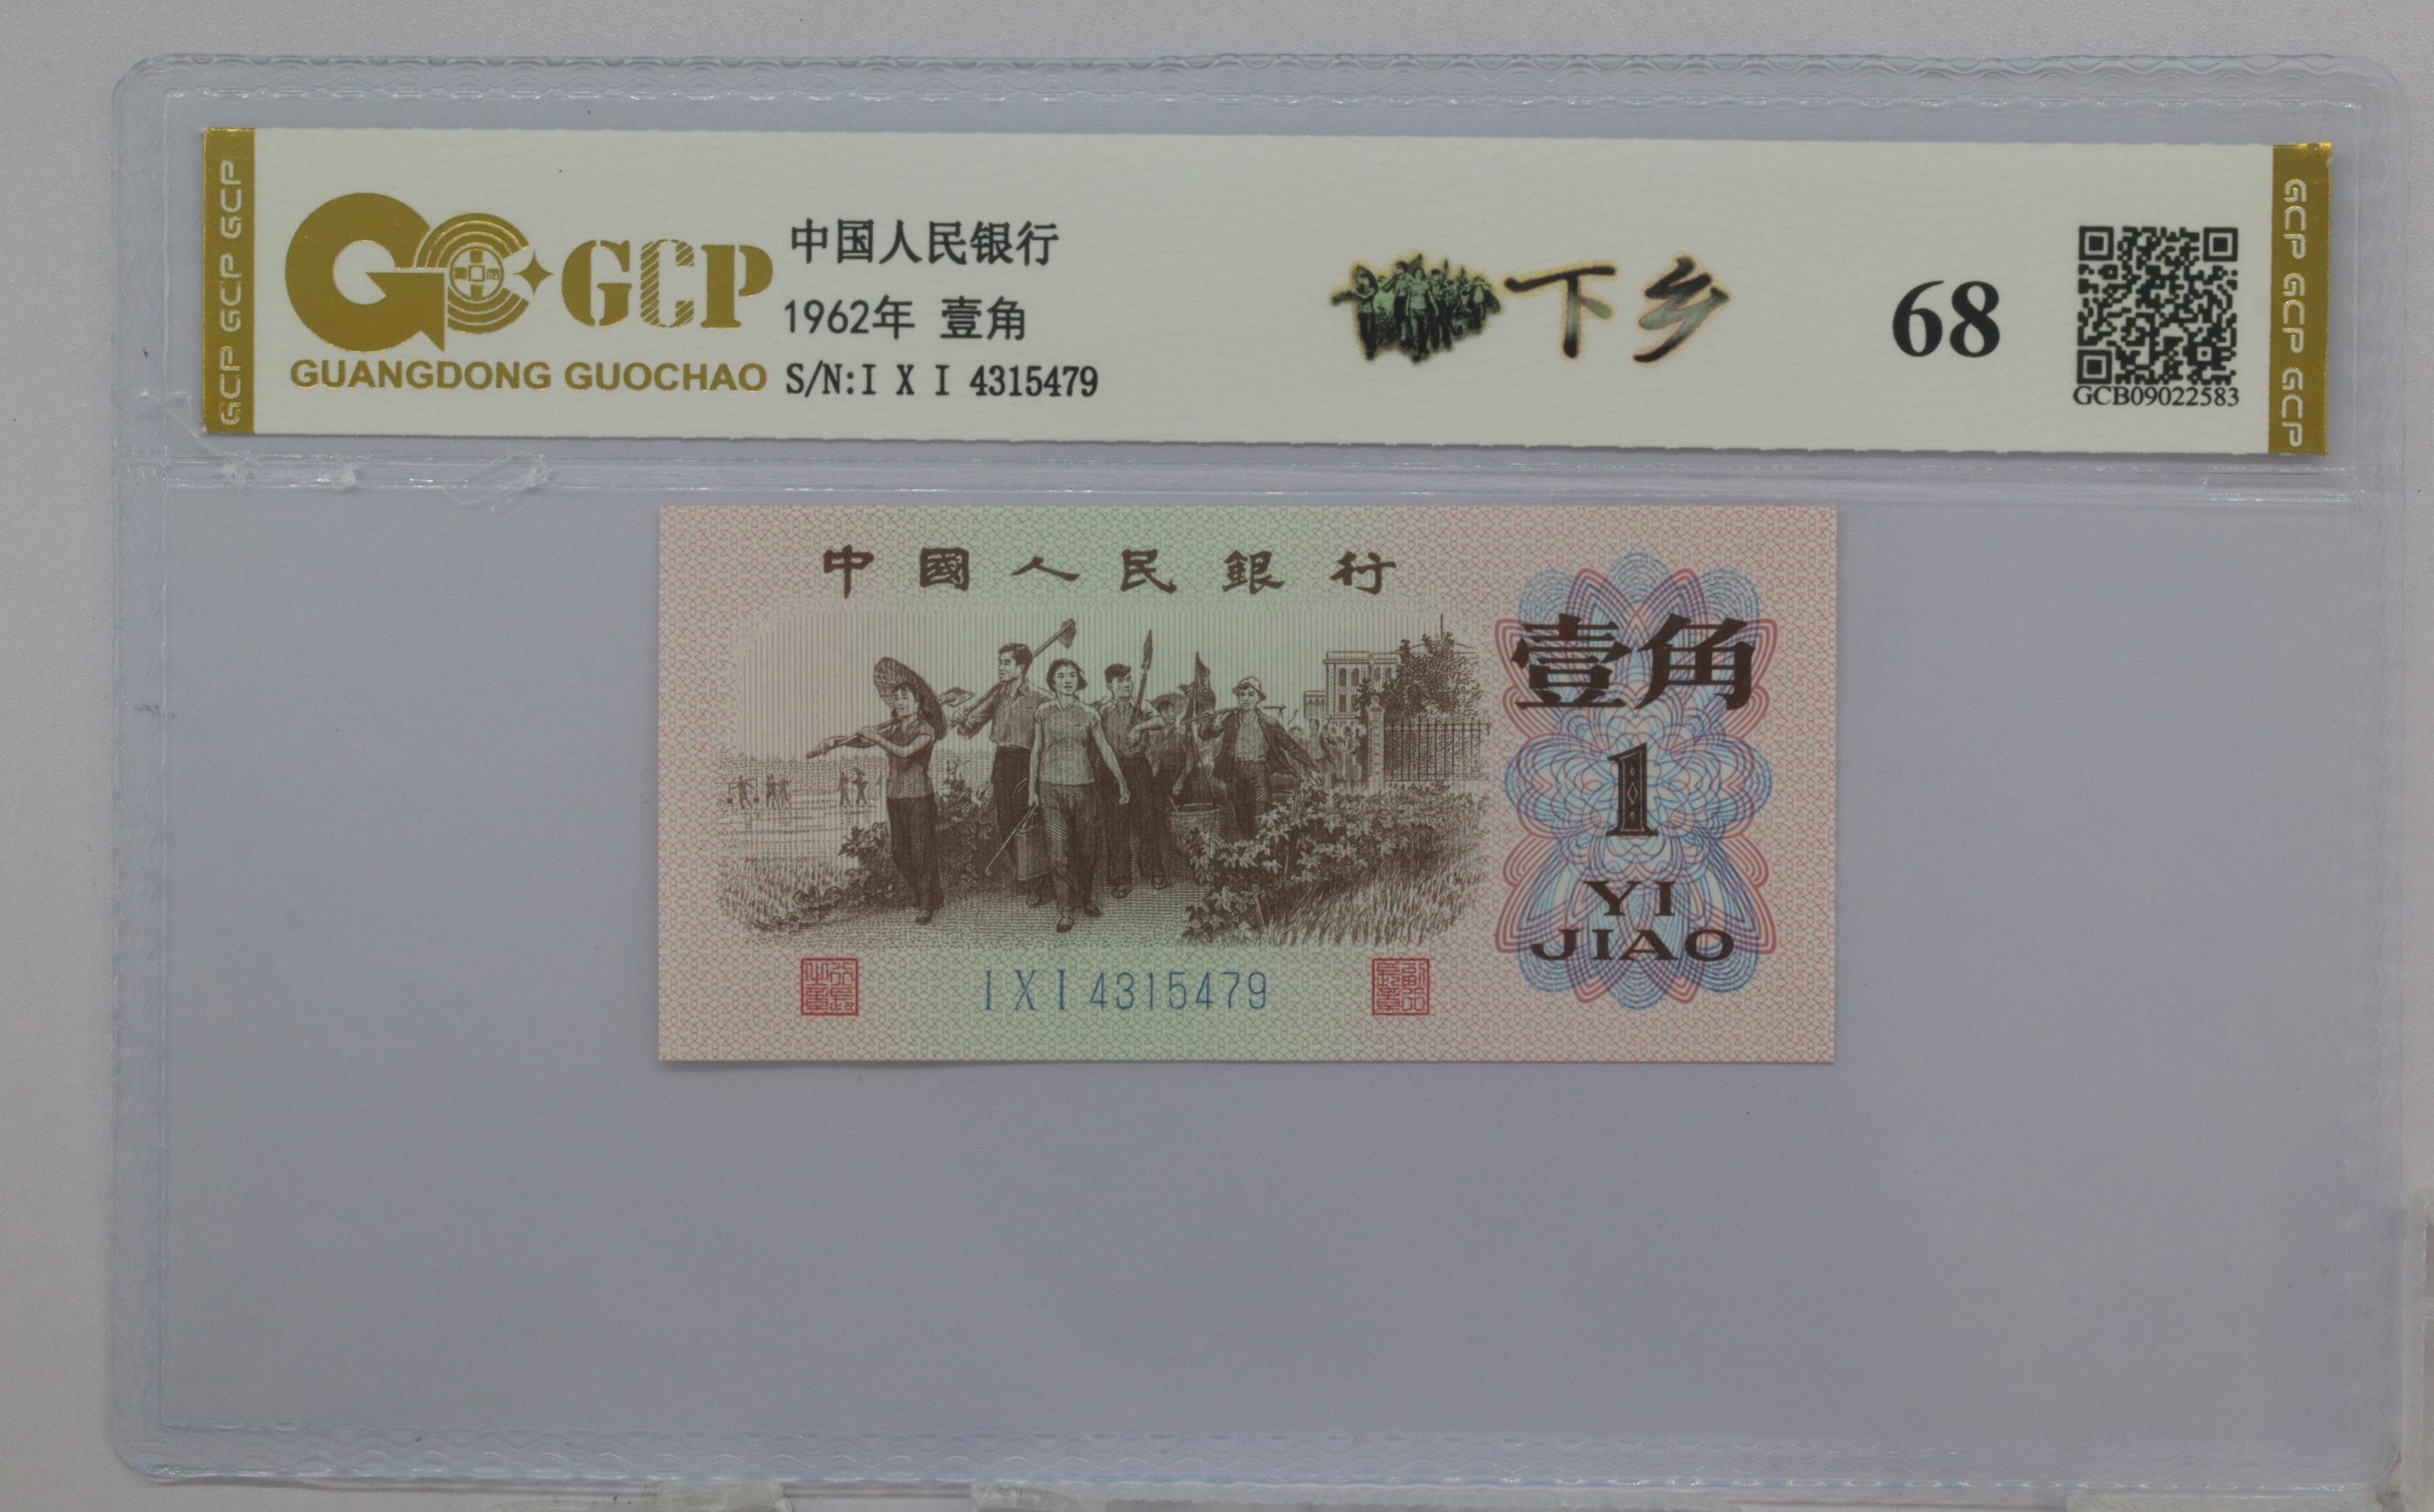 GCP GCP GCP
GCP
GUANGDONG GUOCHAO
中国人民银行
1962年 壹角
S/N:I X I 4315479
下乡
68
GCB09022583
GCP GCP GCP
中國人民銀行
壹角
1
YI
JIAO
I X I 4315479